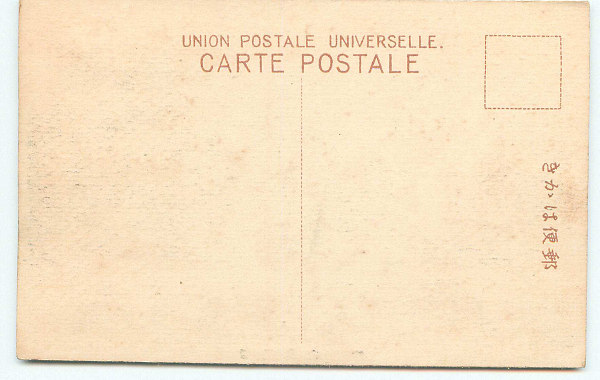 UNION POSTALE UNIVERSELLE.
CARTE POSTALE
郵便はかき